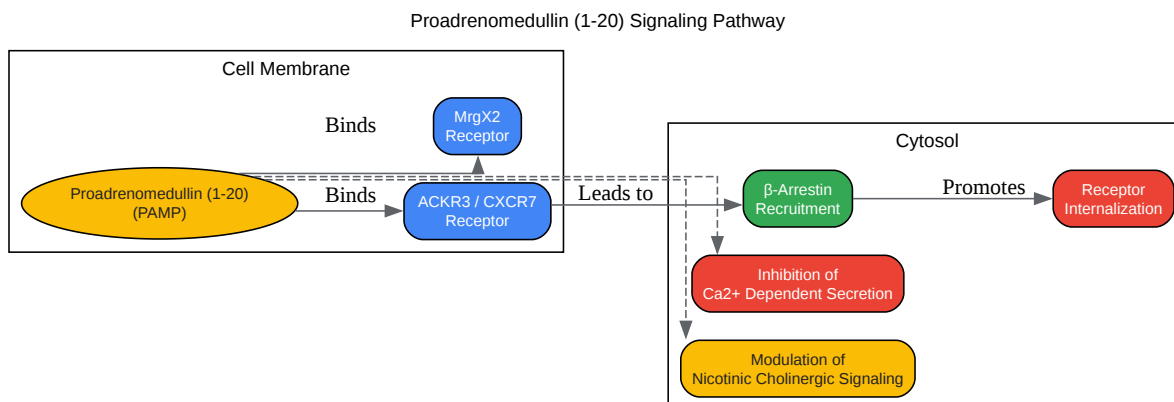 Proadrenomedullin (1-20) Signaling Pathway
Cell Membrane
Binds
MrgX2
Receptor
Proadrenomedullin (1-20)
(PAMP)
Binds
ACKR3 / CXCR7
Receptor
Leads to
Cytosol
β-Arrestin
Recruitment
Promotes
Receptor
Internalization
Inhibition of
Ca2+ Dependent Secretion
Modulation of
Nicotinic Cholinergic Signaling